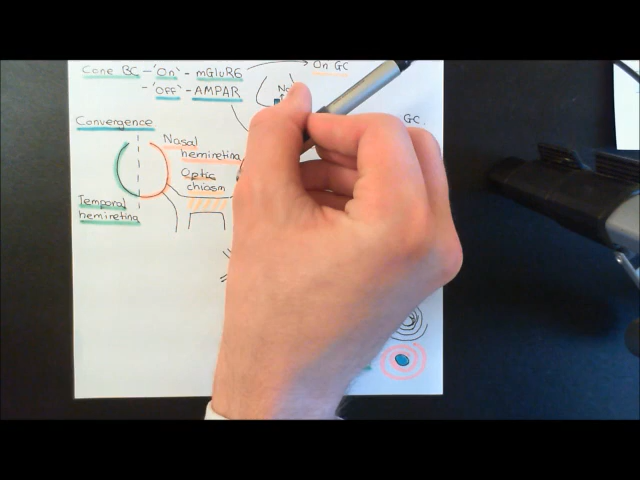 Cone BC - 'On' - mGluR6
On GC
- 'OFF' - AMPAR
GC.
Convergence
Nasal
hemiretina
Optic
chiasm
Temporal
hemiretina